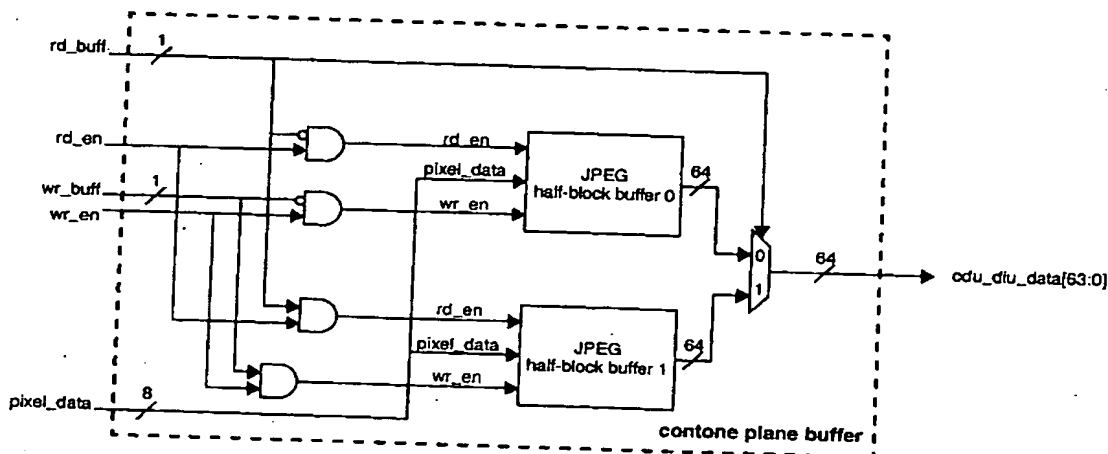 rd_buff 1
rd_en
rd_en
JPEG
half-block buffer 0
64
pixel_data
wr_buff 1
wr_en
wr_en
0
64
cdu_diu_data[63:0]
1
rd_en
JPEG
half-block buffer 1
64
pixel_data
wr_en
pixel_data 8
contone plane buffer